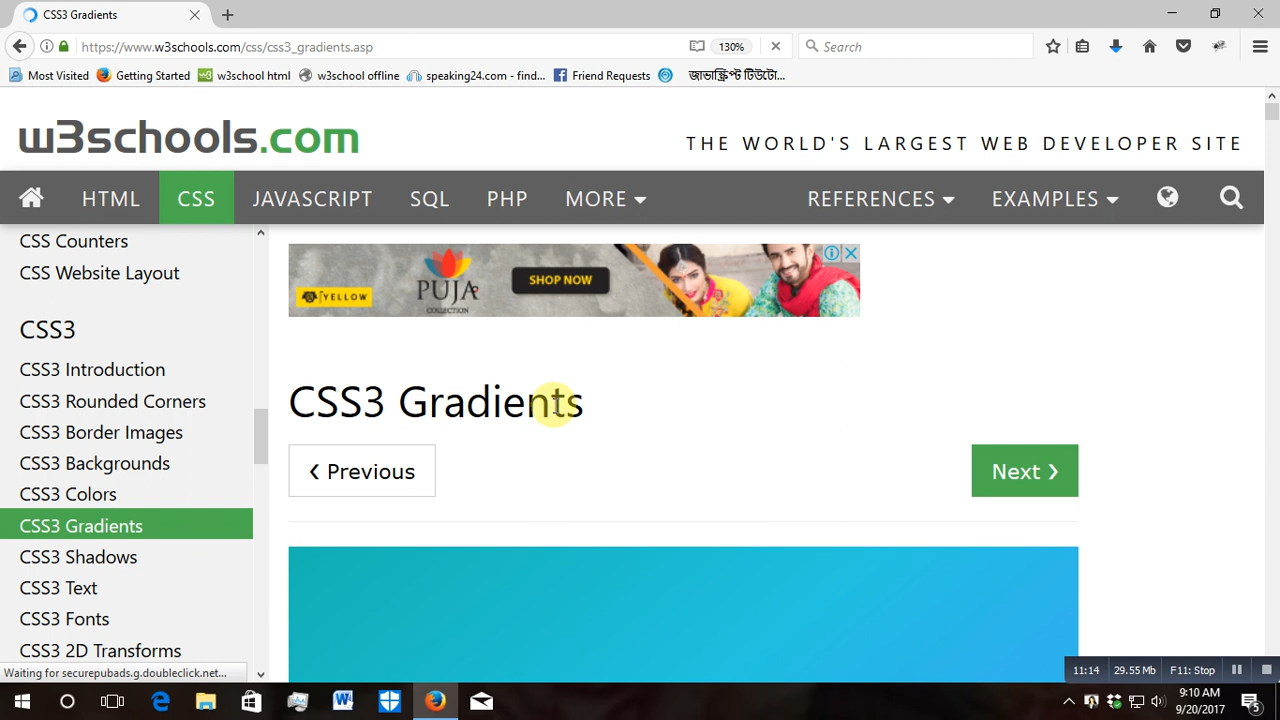 CSS3 Gradients
https://www.w3schools.com/css/css3_gradients.asp
130%
Search
Most Visited
Getting Started
w3school html
w3school offline
speaking24.com - find...
Friend Requests
জাভাস্ক্রিপ্ট টিউটো...
w3schools.com
THE WORLD'S LARGEST WEB DEVELOPER SITE
HTML
CSS
JAVASCRIPT
SQL
PHP
MORE
REFERENCES
EXAMPLES
CSS Counters
CSS Website Layout
CSS3
CSS3 Introduction
CSS3 Rounded Corners
CSS3 Border Images
CSS3 Backgrounds
CSS3 Colors
CSS3 Gradients
CSS3 Shadows
CSS3 Text
CSS3 Fonts
CSS3 2D Transforms
YELLOW
PUJA
COLLECTION
SHOP NOW
CSS3 Gradients
‹ Previous
Next ›
Waiting for securepubads.g.doubleclick.net...
11:14
29.55 Mb
F11: Stop
9:10 AM
9/20/2017
5